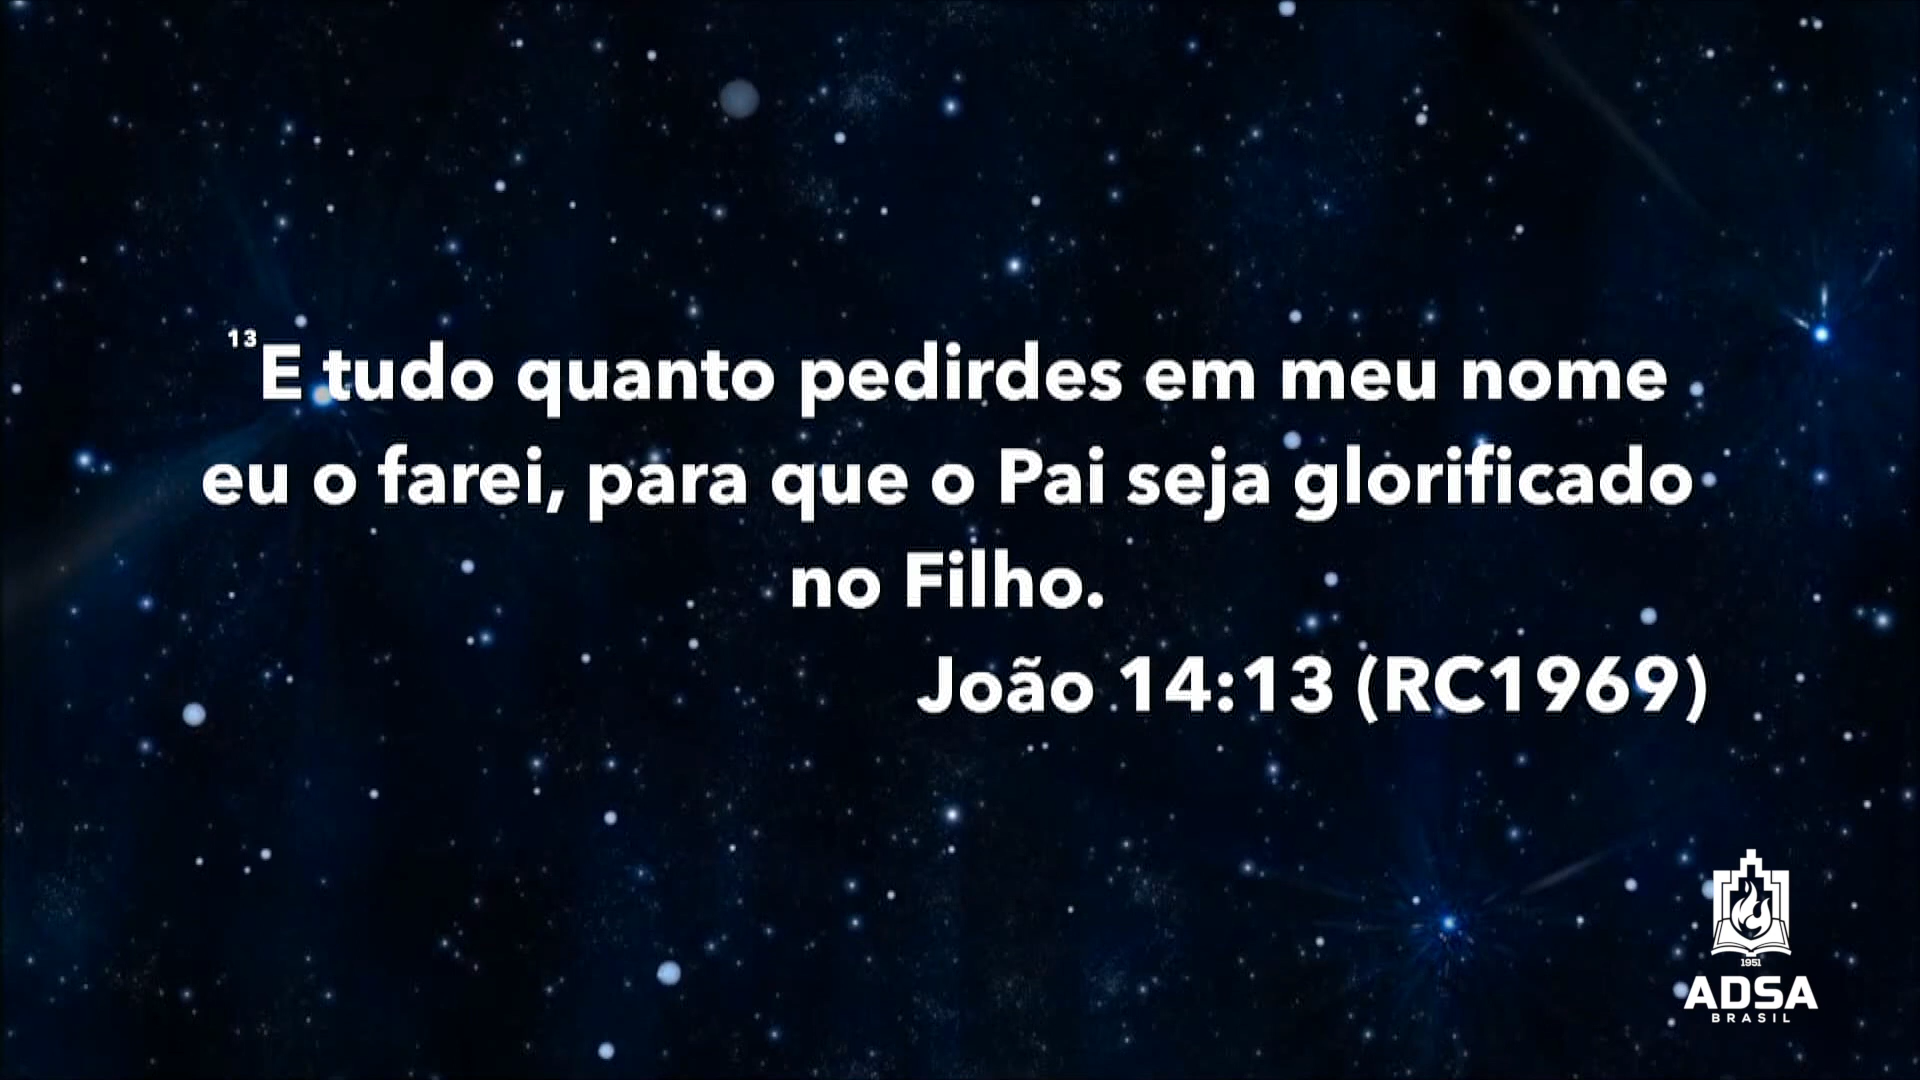 ¹³E tudo quanto pedirdes em meu nome
eu o farei, para que o Pai seja glorificado
no Filho.
João 14:13 (RC1969)
1951
ADSA
BRASIL